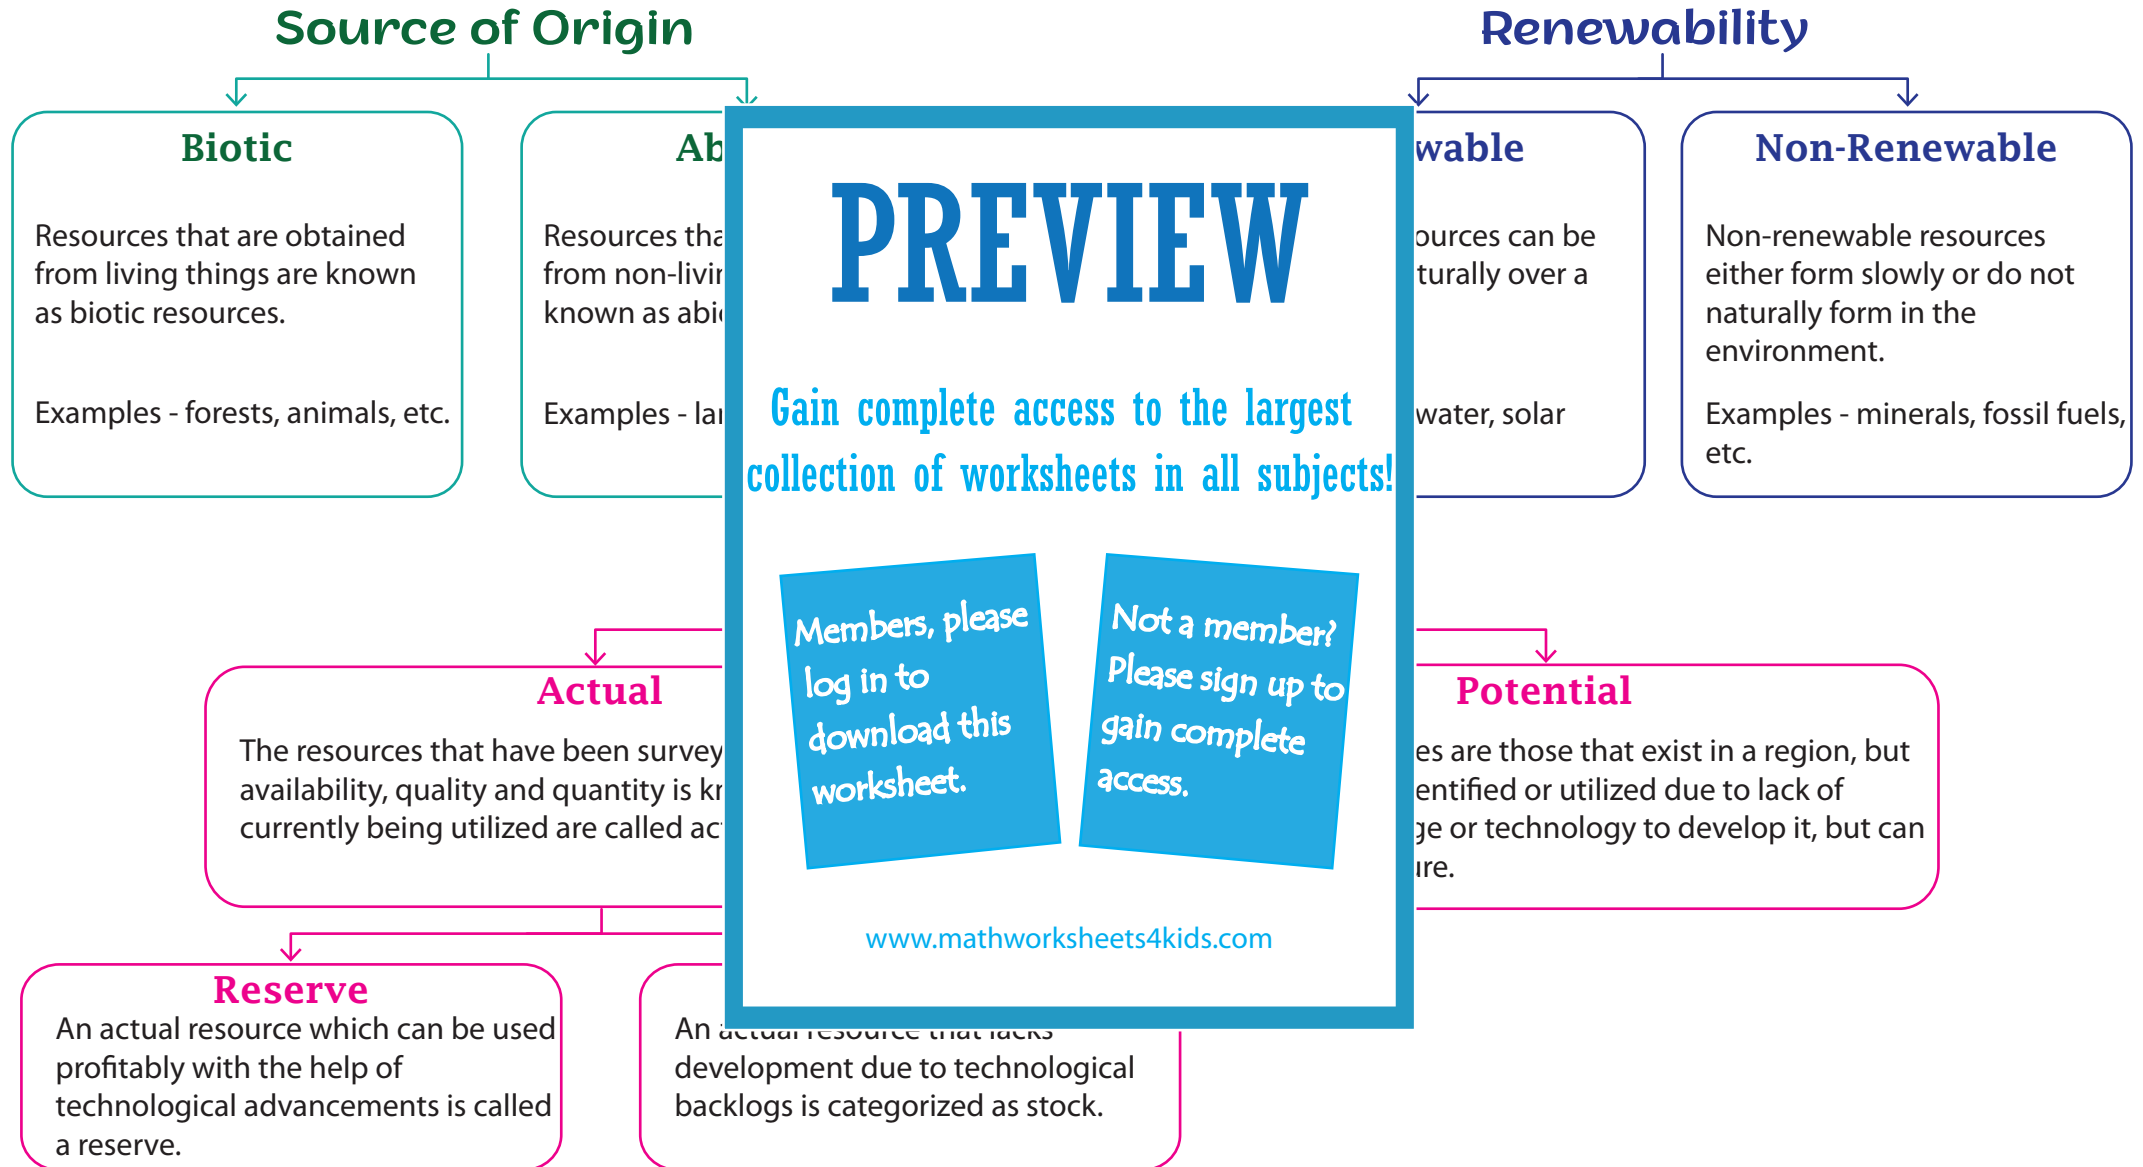 Source of Origin
Renewability
Biotic
Resources that are obtained
from living things are known
as biotic resources.
Examples - forests, animals, etc.
Ab
Resources tha
from non-livin
known as abi
Examples - la
wable
ources can be
turally over a
water, solar
Non-Renewable
Non-renewable resources
either form slowly or do not
naturally form in the
environment.
Examples - minerals, fossil fuels,
etc.
PREVIEW
Gain complete access to the largest
collection of worksheets in all subjects!
Members, please
log in to
download this
worksheet.
Not a member?
Please sign up to
gain complete
access.
www.mathworksheets4kids.com
Actual
The resources that have been survey
availability, quality and quantity is k
currently being utilized are called ac
Potential
es are those that exist in a region, but
entified or utilized due to lack of
ge or technology to develop it, but can
ure.
Reserve
An actual resource which can be used
profitably with the help of
technological advancements is called
a reserve.
An actual resource that lacks
development due to technological
backlogs is categorized as stock.